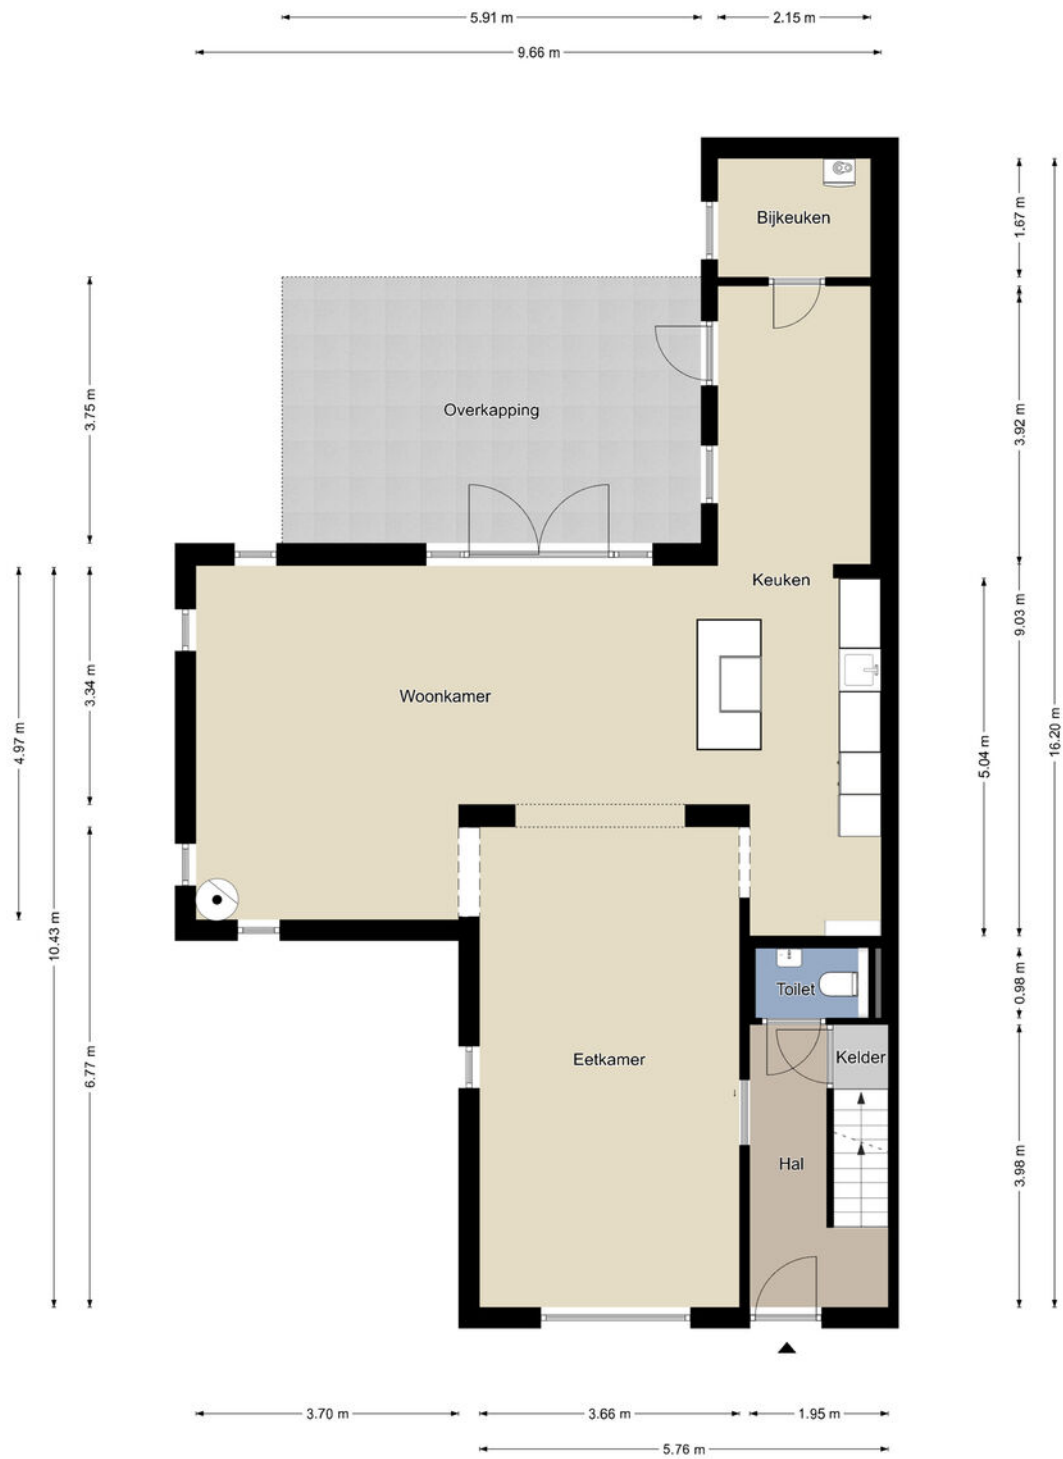 5.91 m
2.15 m
9.66 m
Bijkeuken
1.67 m
Overkapping
3.75 m
3.92 m
Keuken
9.03 m
Woonkamer
3.34 m
4.97 m
5.04 m
16.20 m
10.43 m
Toilet
0.98 m
Eetkamer
Kelder
6.77 m
Hal
3.98 m
3.70 m
3.66 m
1.95 m
5.76 m